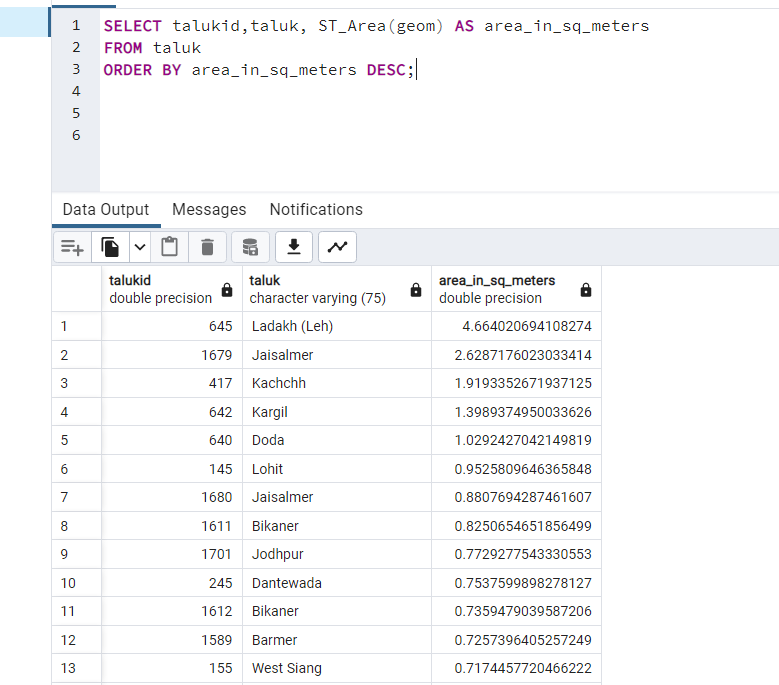 1 SELECT talukid,taluk, ST_Area(geom) AS area_in_sq_meters
2 FROM taluk
3 ORDER BY area_in_sq_meters DESC;
4
5
6
Data Output Messages Notifications
talukid taluk area_in_sq_meters
double precision character varying (75) double precision
1 645 Ladakh (Leh) 4.664020694108274
2 1679 Jaisalmer 2.6287176023033414
3 417 Kachchh 1.9193352671937125
4 642 Kargil 1.3989374950033626
5 640 Doda 1.0292427042149819
6 145 Lohit 0.9525809646365848
7 1680 Jaisalmer 0.8807694287461607
8 1611 Bikaner 0.8250654651856499
9 1701 Jodhpur 0.7729277543330553
10 245 Dantewada 0.7537599898278127
11 1612 Bikaner 0.7359479039587206
12 1589 Barmer 0.7257396405257249
13 155 West Siang 0.7174457720466222